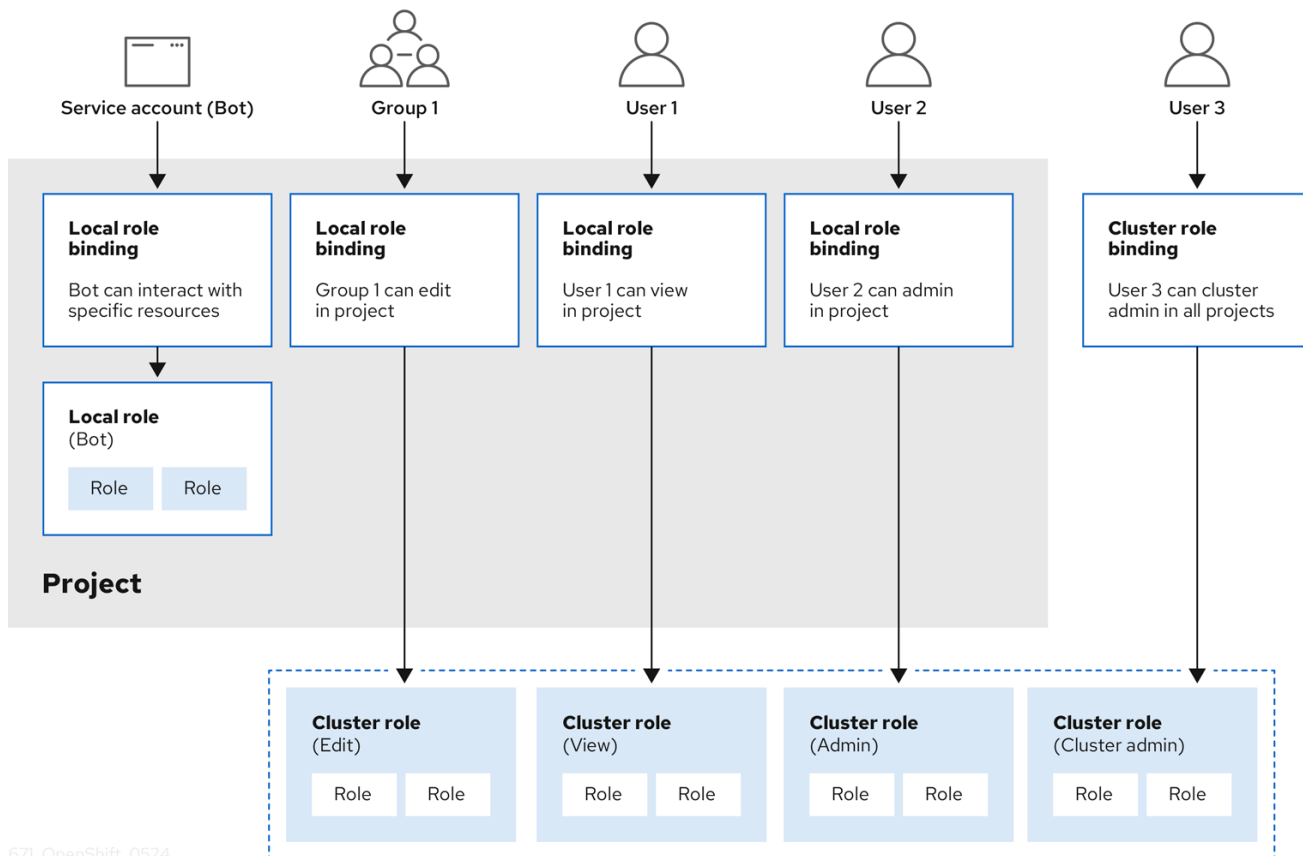 Service account (Bot)
Group 1
User 1
User 2
User 3
Local role
binding
Bot can interact with
specific resources
Local role
binding
Group 1 can edit
in project
Local role
binding
User 1 can view
in project
Local role
binding
User 2 can admin
in project
Cluster role
binding
User 3 can cluster
admin in all projects
Local role
(Bot)
Role
Role
Project
Cluster role
(Edit)
Role
Role
Cluster role
(View)
Role
Role
Cluster role
(Admin)
Role
Role
Cluster role
(Cluster admin)
Role
Role
671_OpenShift_0524